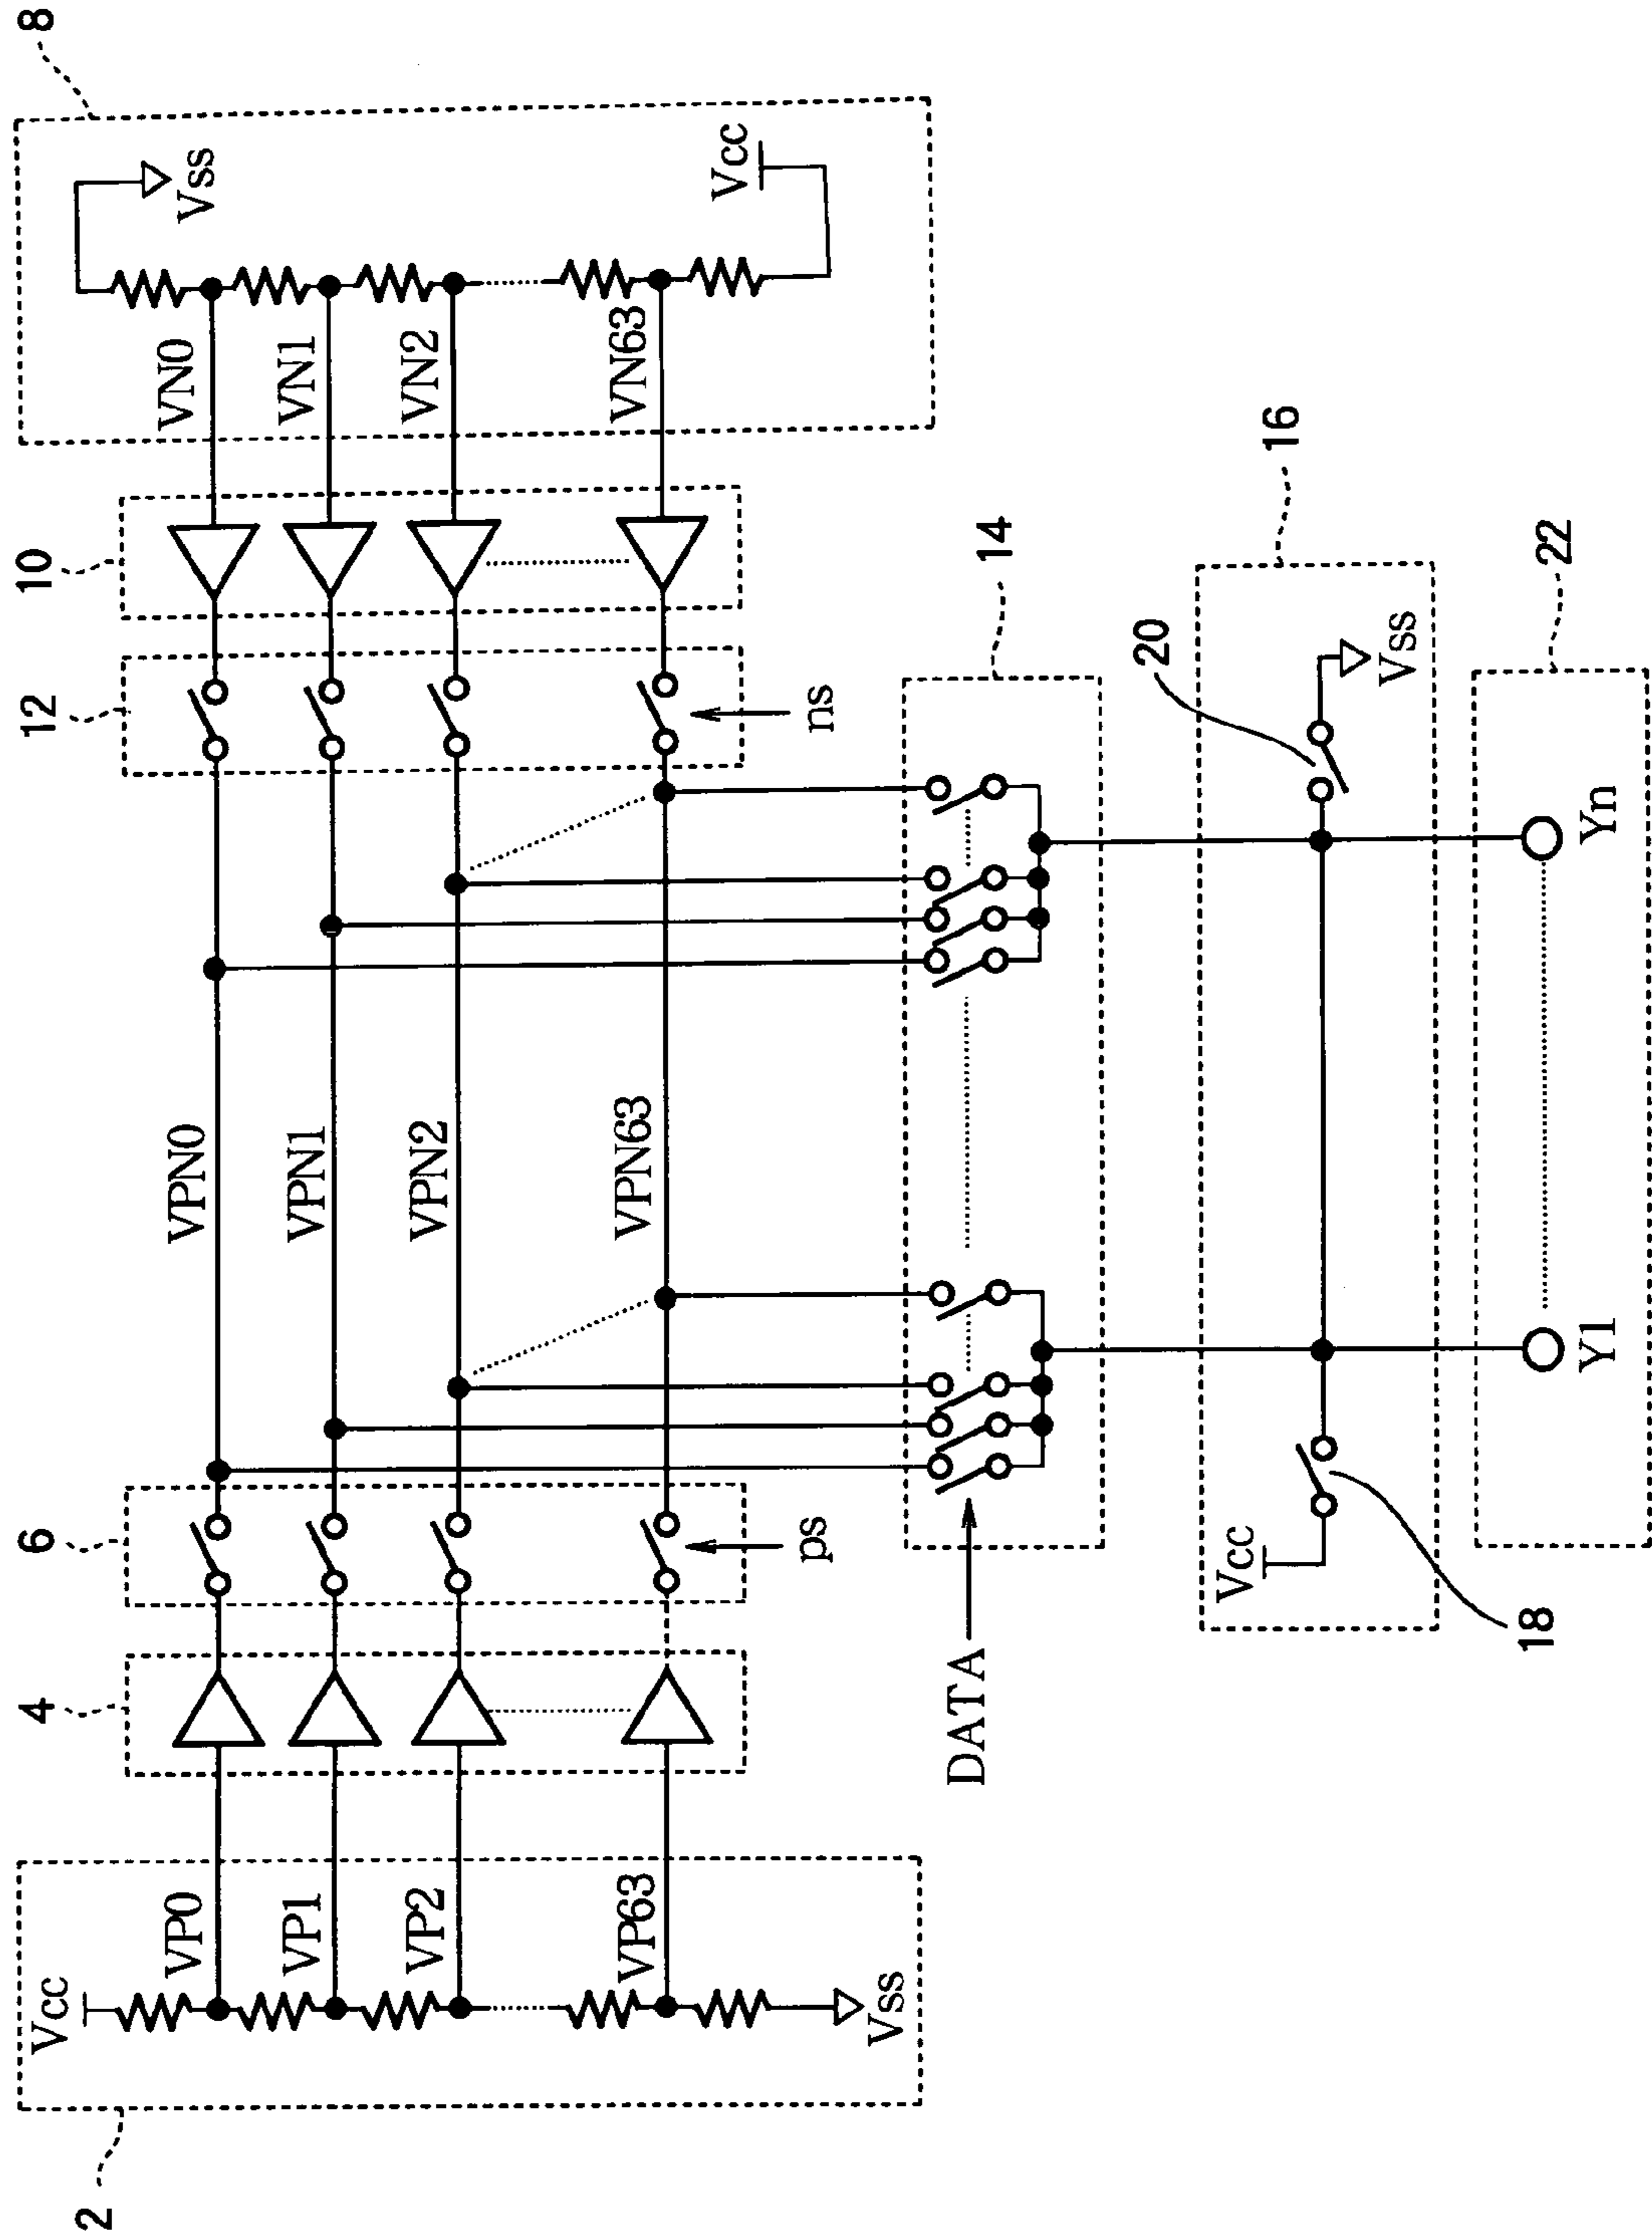 2
4
6
12
10
8
Vcc
VP0
VP1
VP2
VP63
Vss
ps
VPN0
VPN1
VPN2
VPN63
ns
VN0
VN1
VN2
VN63
Vss
Vcc
DATA
14
Vcc
18
20
Vss
16
Y1
Yn
22